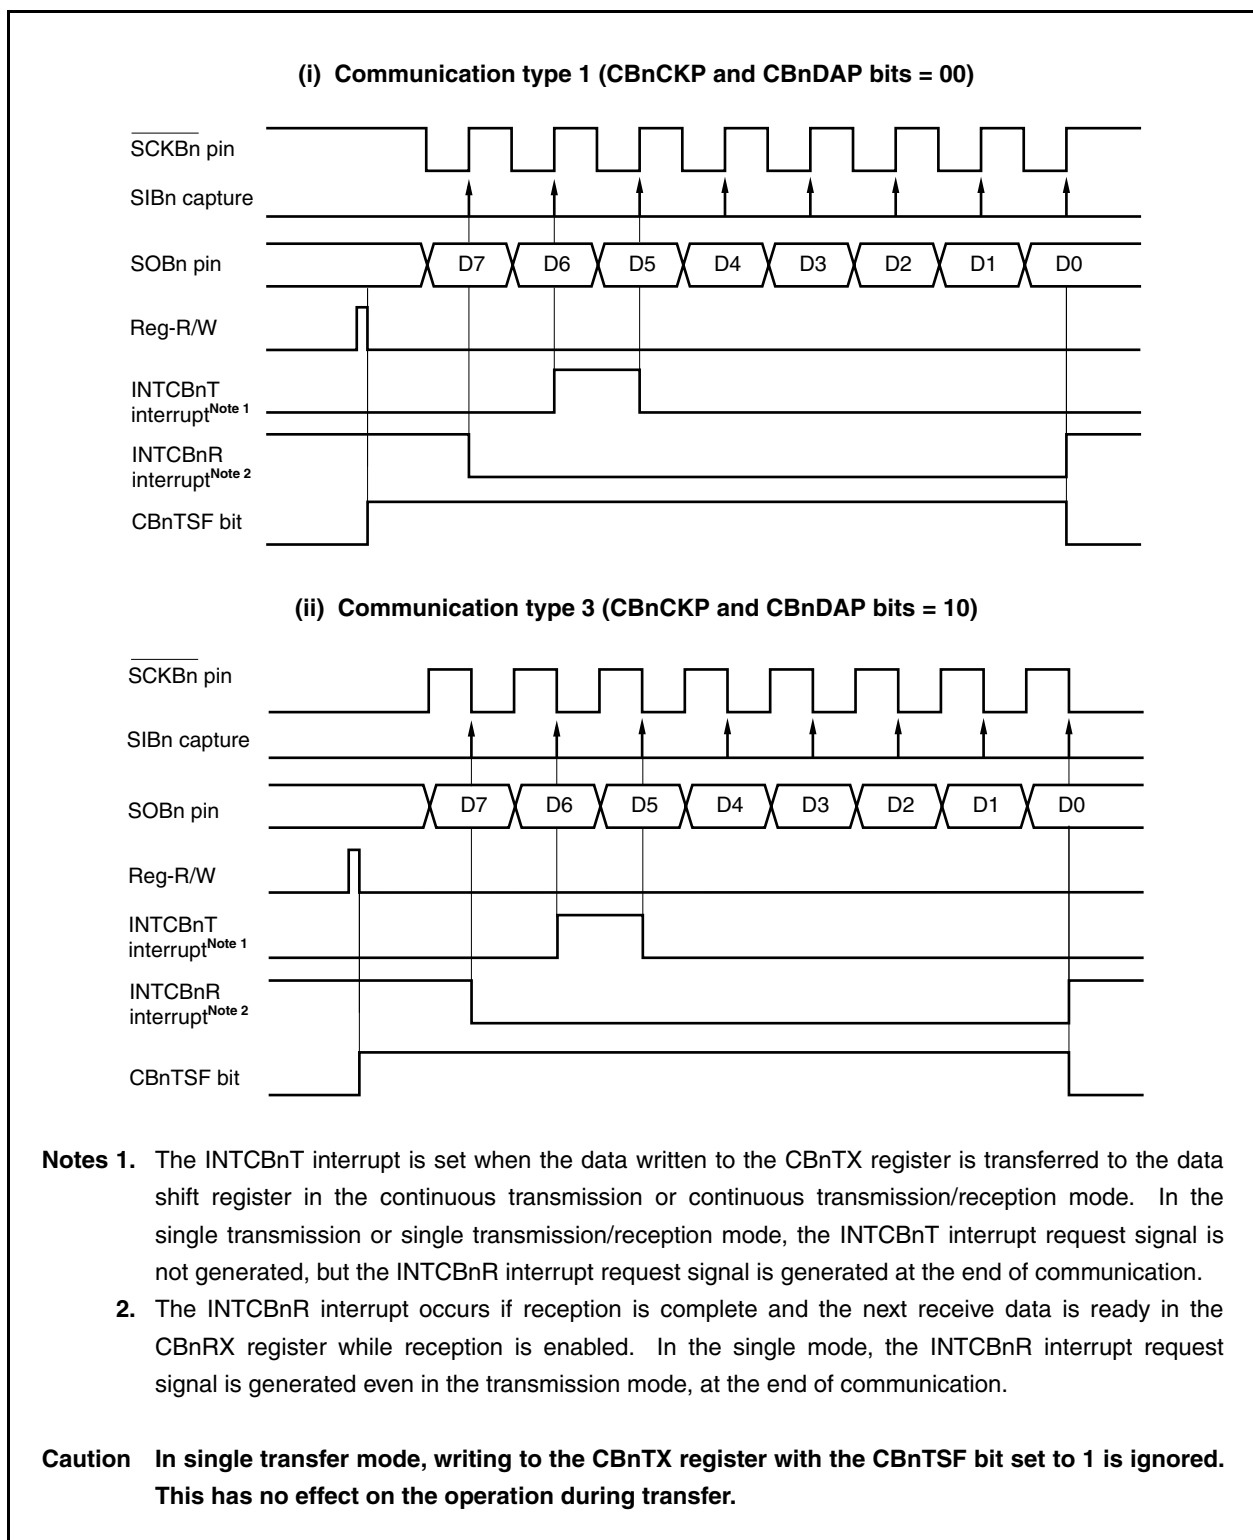 (i) Communication type 1 (CBnCKP and CBnDAP bits = 00)
SCKBn pin
SIBn capture
SOBn pin D7 D6 D5 D4 D3 D2 D1 D0
Reg-R/W
INTCBnT
interrupt Note 1
INTCBnR
interrupt Note 2
CBnTSF bit
(ii) Communication type 3 (CBnCKP and CBnDAP bits = 10)
SCKBn pin
SIBn capture
SOBn pin D7 D6 D5 D4 D3 D2 D1 D0
Reg-R/W
INTCBnT
interrupt Note 1
INTCBnR
interrupt Note 2
CBnTSF bit
Notes 1. The INTCBnT interrupt is set when the data written to the CBnTX register is transferred to the data
shift register in the continuous transmission or continuous transmission/reception mode. In the
single transmission or single transmission/reception mode, the INTCBnT interrupt request signal is
not generated, but the INTCBnR interrupt request signal is generated at the end of communication.
2. The INTCBnR interrupt occurs if reception is complete and the next receive data is ready in the
CBnRX register while reception is enabled. In the single mode, the INTCBnR interrupt request
signal is generated even in the transmission mode, at the end of communication.
Caution In single transfer mode, writing to the CBnTX register with the CBnTSF bit set to 1 is ignored.
This has no effect on the operation during transfer.